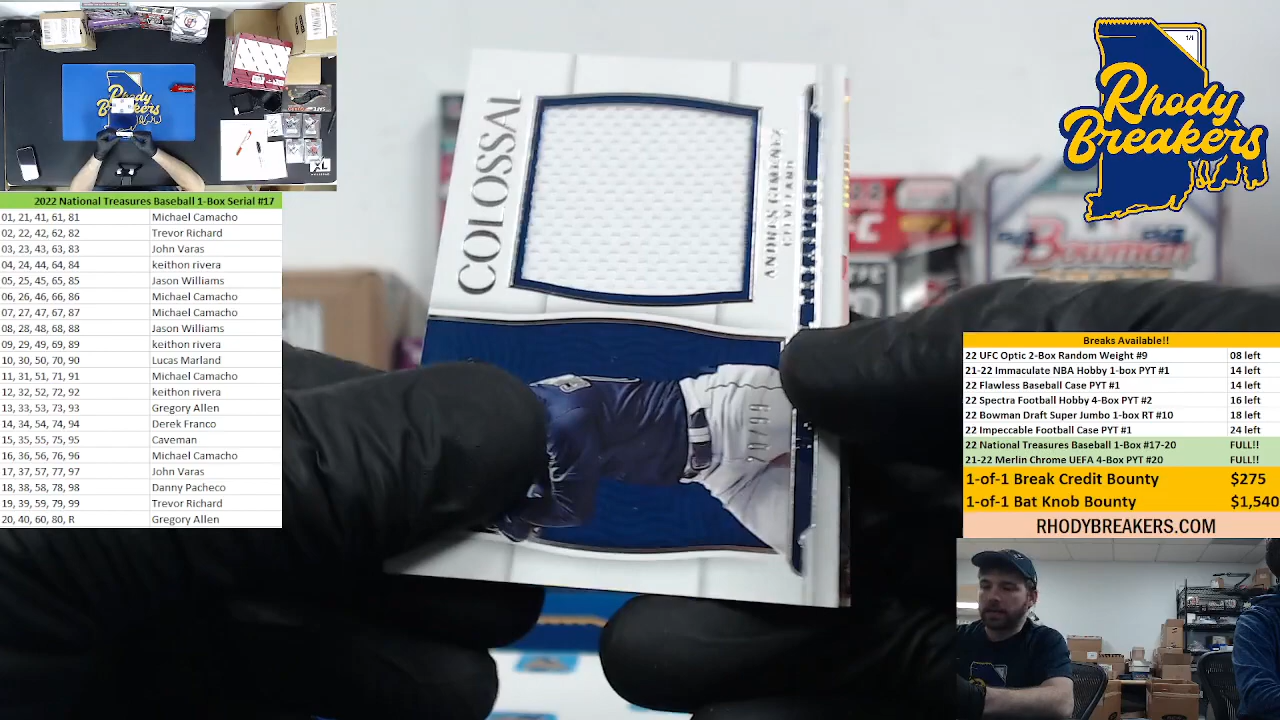 2022 National Treasures Baseball 1-Box Serial #17
01, 21, 41, 61, 81 Michael Camacho
02, 22, 42, 62, 82 Trevor Richard
03, 23, 43, 63, 83 John Varas
04, 24, 44, 64, 84 keithon rivera
05, 25, 45, 65, 85 Jason Williams
06, 26, 46, 66, 86 Michael Camacho
07, 27, 47, 67, 87 Michael Camacho
08, 28, 48, 68, 88 Jason Williams
09, 29, 49, 69, 89 keithon rivera
10, 30, 50, 70, 90 Lucas Marland
11, 31, 51, 71, 91 Michael Camacho
12, 32, 52, 72, 92 keithon rivera
13, 33, 53, 73, 93 Gregory Allen
14, 34, 54, 74, 94 Derek Franco
15, 35, 55, 75, 95 Caveman
16, 36, 56, 76, 96 Michael Camacho
17, 37, 57, 77, 97 John Varas
18, 38, 58, 78, 98 Danny Pacheco
19, 39, 59, 79, 99 Trevor Richard
20, 40, 60, 80, R Gregory Allen
COLOSSAL
ANDRES GIMENEZ
CLEVELAND
Bowman
1/1
Rhody
Breakers
Breaks Available!!
22 UFC Optic 2-Box Random Weight #9 08 left
21-22 Immaculate NBA Hobby 1-box PYT #1 14 left
22 Flawless Baseball Case PYT #1 14 left
22 Spectra Football Hobby 4-Box PYT #2 16 left
22 Bowman Draft Super Jumbo 1-box RT #10 18 left
22 Impeccable Football Case PYT #1 24 left
22 National Treasures Baseball 1-Box #17-20 FULL!!
21-22 Merlin Chrome UEFA 4-Box PYT #20 FULL!!
1-of-1 Break Credit Bounty $275
1-of-1 Bat Knob Bounty $1,540
RHODYBREAKERS.COM